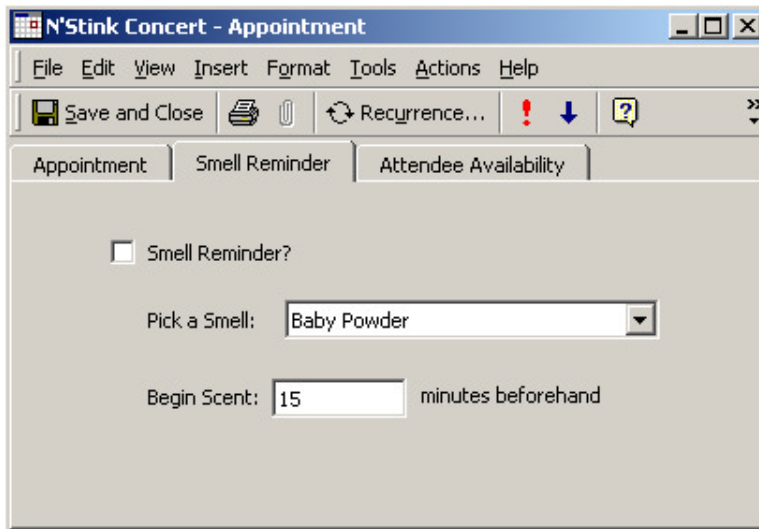 N'Stink Concert - Appointment
File Edit View Insert Format Tools Actions Help
Save and Close Recurrence...
Appointment Smell Reminder Attendee Availability
Smell Reminder?
Pick a Smell: Baby Powder
Begin Scent: 15 minutes beforehand